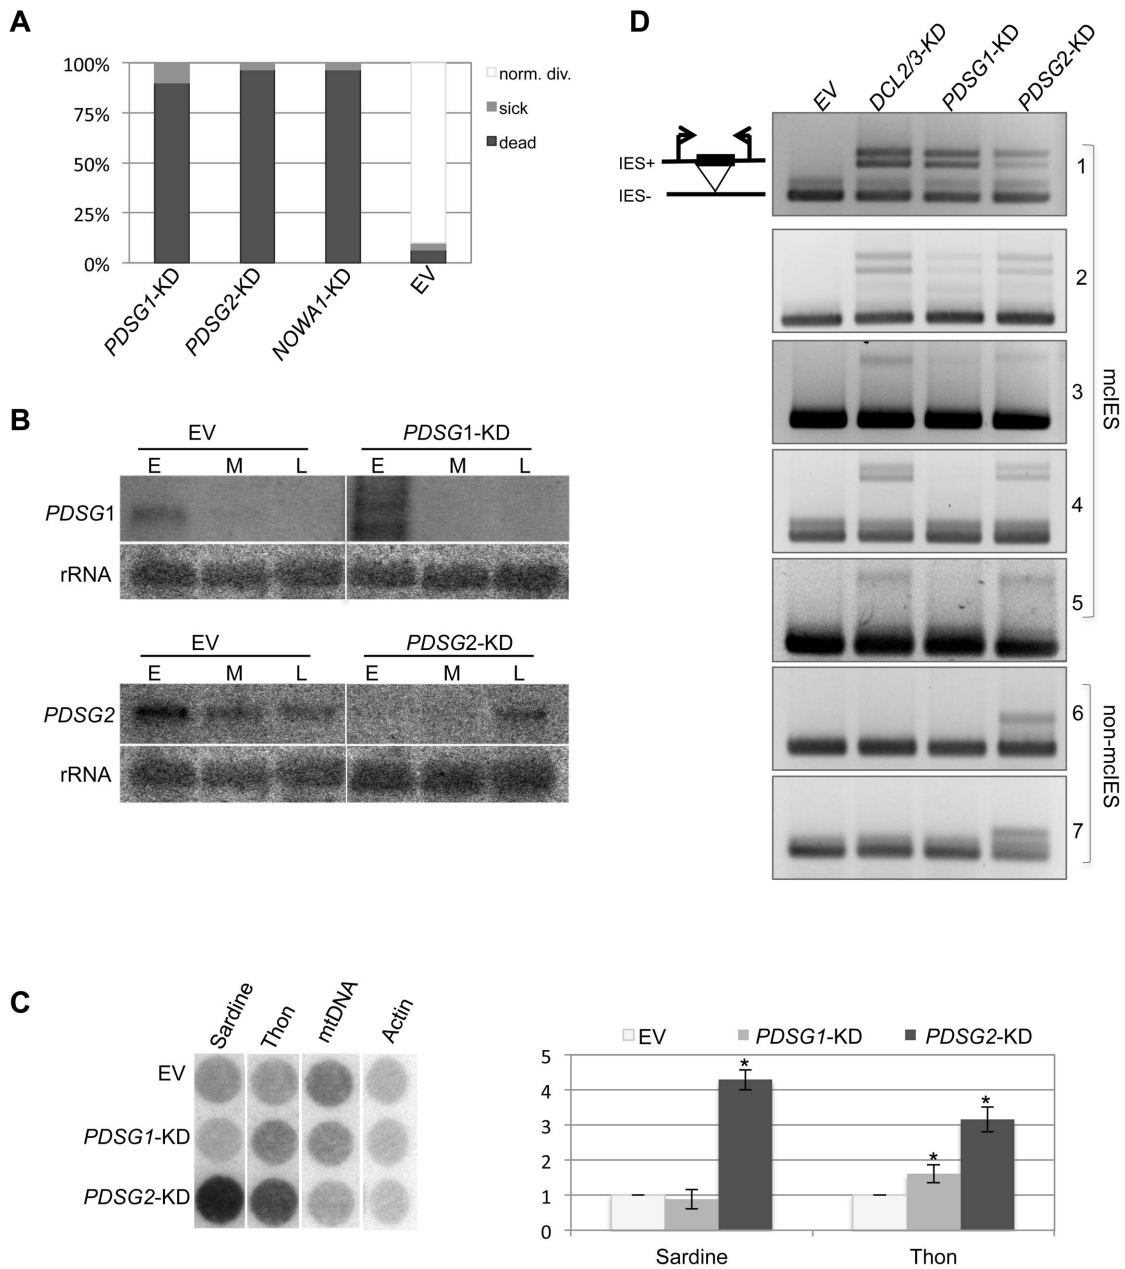 A
100%
75%
50%
25%
0%
norm. div.
sick
dead
PDSG1-KD
PDSG2-KD
NOWA1-KD
EV
B
EV
PDSG1-KD
E M L E M L
PDSG1
rRNA
EV
PDSG2-KD
E M L E M L
PDSG2
rRNA
C
Sardine
Thon
mtDNA
Actin
EV
PDSG1-KD
PDSG2-KD
EV
PDSG1-KD
PDSG2-KD
5
4
3
2
1
0
*
*
*
Sardine
Thon
D
EV
DCL2/3-KD
PDSG1-KD
PDSG2-KD
IES+
IES-
1
2
3
4
5
6
7
mcIES
non-mcIES